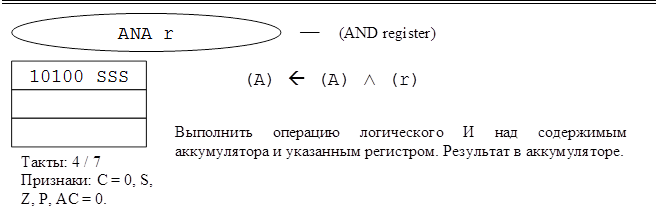 ANA r — (AND register)
10100 SSS
(A) ← (A) ∧ (r)
Выполнить операцию логического И над содержимым
аккумулятора и указанным регистром. Результат в аккумуляторе.
Такты: 4 / 7
Признаки: C = 0, S,
Z, P, AC = 0.